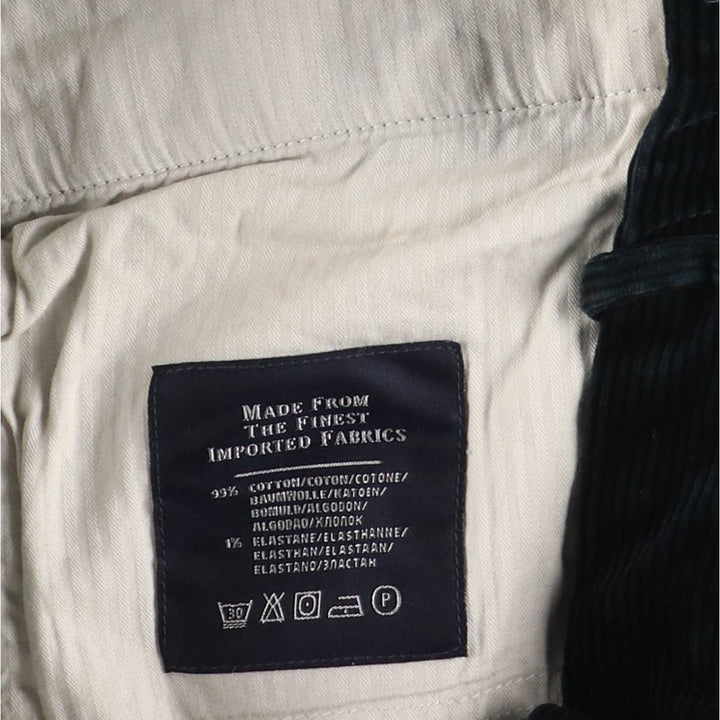 MADE FROM
THE FINEST
IMPORTED FABRICS
99% COTTON/COTON/COTONE/
BAUMWOLLE/KATOEN/
BOMULD/ALGODON/
ALGODAO/ХЛОПОК
1% ELASTANE/ELASTHANNE/
ELASTHAN/ELASTAAN/
ELASTANO/ЭЛАСТАН
30 P